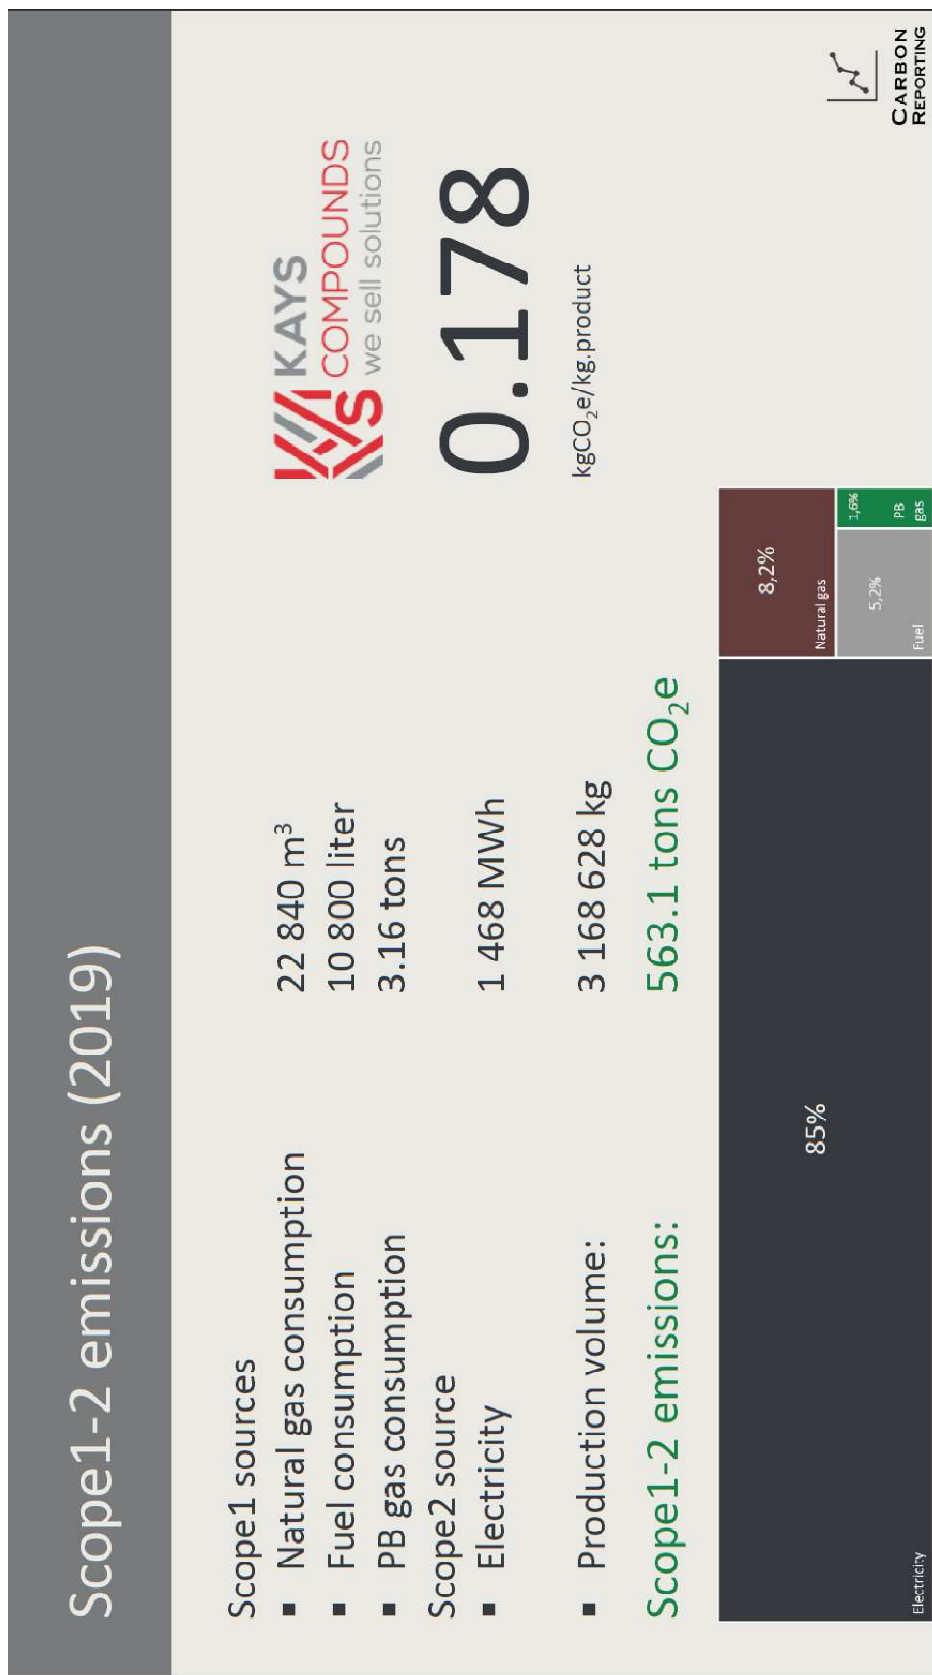 Scope1-2 emissions (2019)
Scope1 sources
▪ Natural gas consumption 22 840 m³
▪ Fuel consumption 10 800 liter
▪ PB gas consumption 3.16 tons
Scope2 source
▪ Electricity 1 468 MWh
▪ Production volume: 3 168 628 kg
Scope1-2 emissions: 563.1 tons CO₂e
KAYS
COMPOUNDS
we sell solutions
0.178
kgCO₂e/kg.product
85%
Electricity
8,2%
Natural gas
5,2%
Fuel
1,6%
PB
gas
CARBON
REPORTING